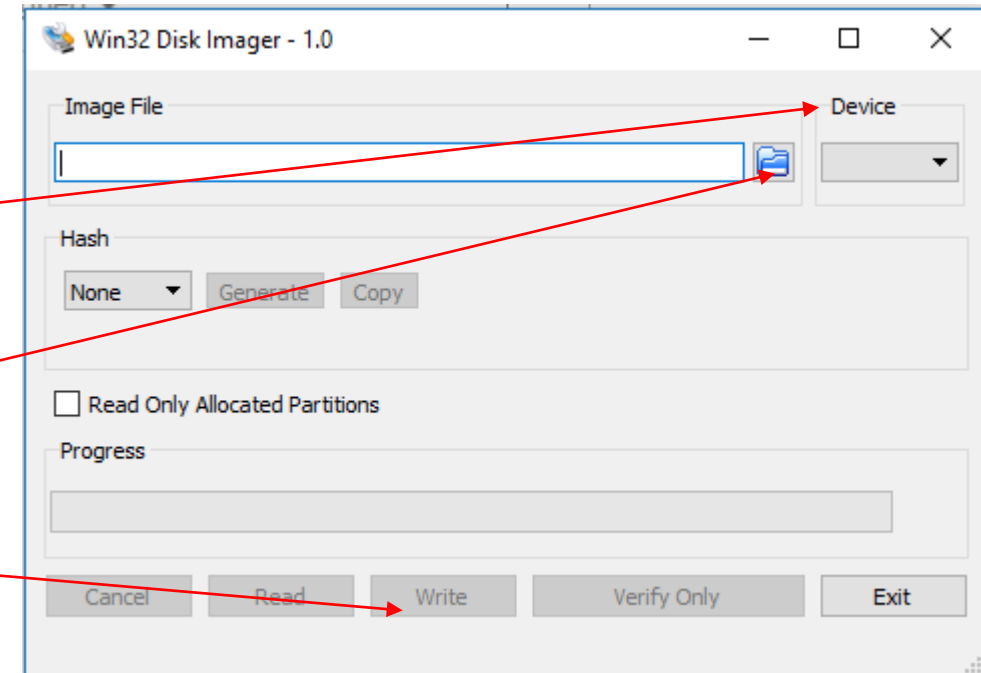 Win32 Disk Imager - 1.0
Image File
Device
Hash
None
Generate
Copy
Read Only Allocated Partitions
Progress
Cancel
Read
Write
Verify Only
Exit